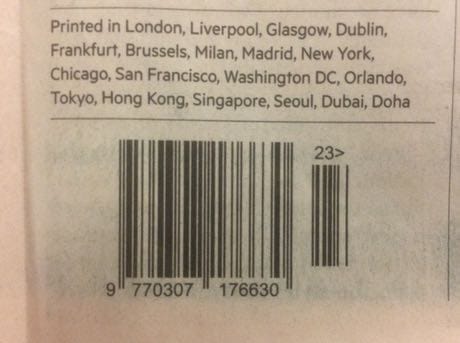 Printed in London, Liverpool, Glasgow, Dublin,
Frankfurt, Brussels, Milan, Madrid, New York,
Chicago, San Francisco, Washington DC, Orlando,
Tokyo, Hong Kong, Singapore, Seoul, Dubai, Doha
23>
9 770307 176630